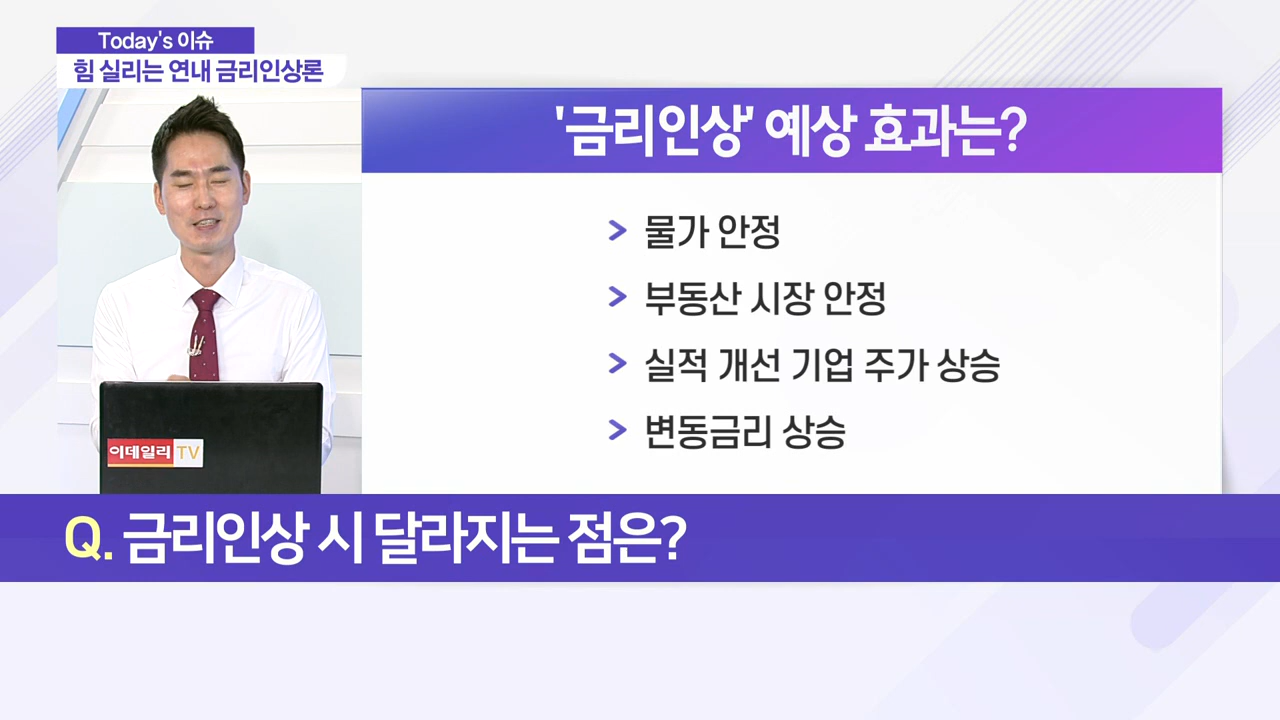 Today's 이슈
힘 실리는 연내 금리인상론
'금리인상' 예상 효과는?
> 물가 안정
> 부동산 시장 안정
> 실적 개선 기업 주가 상승
> 변동금리 상승
이데일리 TV
Q. 금리인상 시 달라지는 점은?